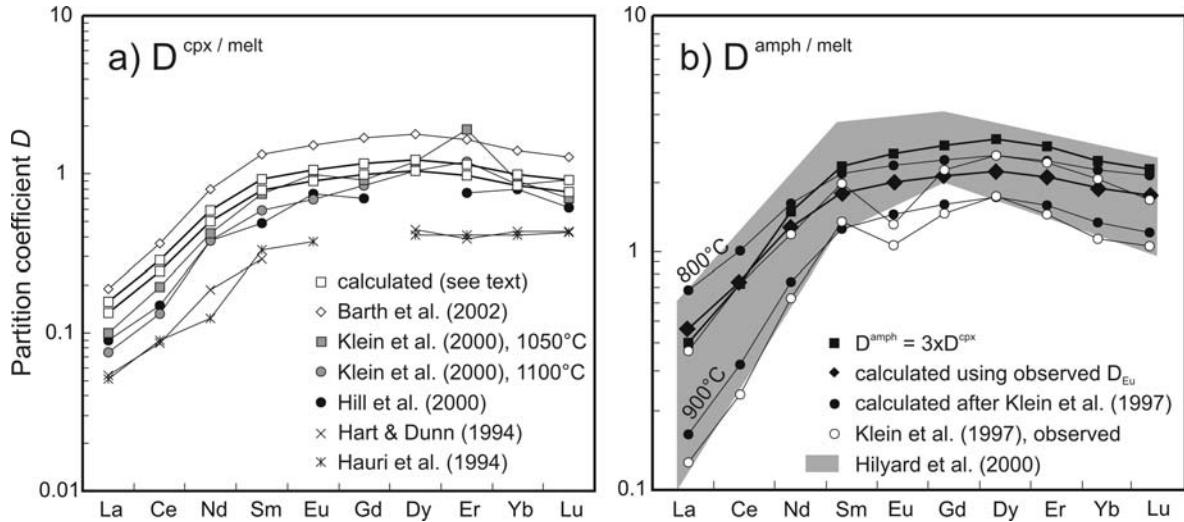 a) D cpx / melt
Partition coefficient D
10
1
0.1
0.01
calculated (see text)
Barth et al. (2002)
Klein et al. (2000), 1050°C
Klein et al. (2000), 1100°C
Hill et al. (2000)
Hart & Dunn (1994)
Hauri et al. (1994)
La Ce Nd Sm Eu Gd Dy Er Yb Lu
b) D amph / melt
10
1
0.1
800°C
900°C
D amph = 3xD cpx
calculated using observed D Eu
calculated after Klein et al. (1997)
Klein et al. (1997), observed
Hilyard et al. (2000)
La Ce Nd Sm Eu Gd Dy Er Yb Lu